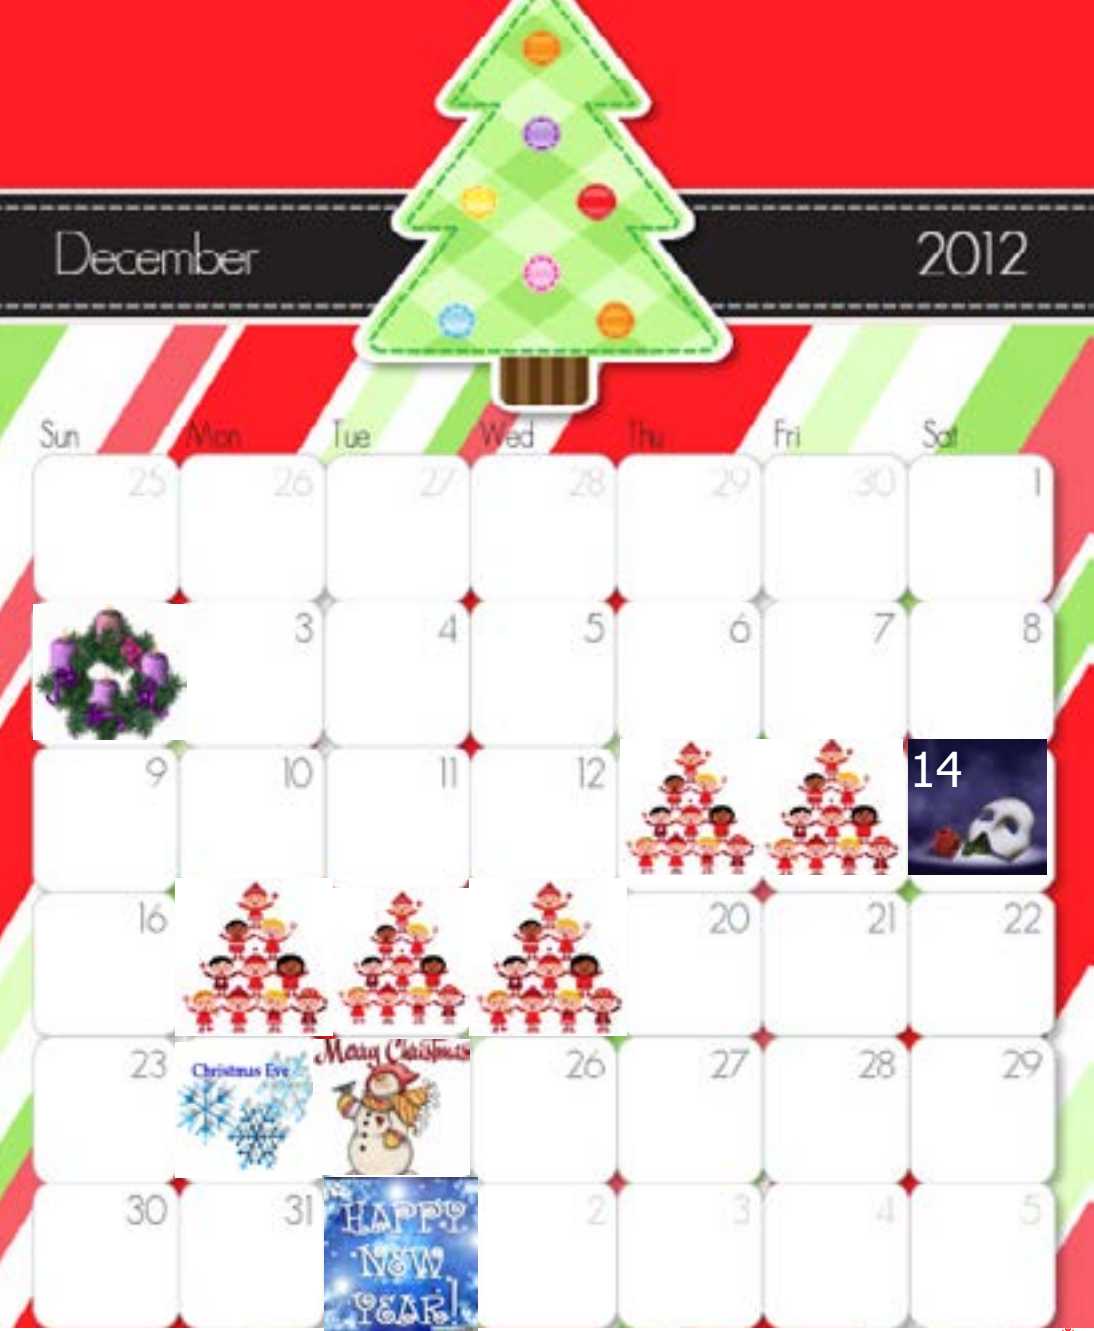 December 2012
Sun Mon Tue Wed Thu Fri Sat
25 26 27 28 29 30 1
3 4 5 6 7 8
9 10 11 12 14
16 20 21 22
23 Christmas Eve Merry Christmas 26 27 28 29
30 31 HAPPY NEW YEAR! 2 3 4 5